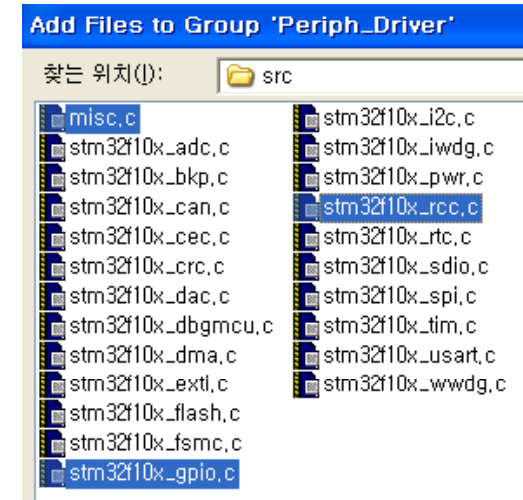 Add Files to Group 'Periph_Driver'
찾는 위치(I): src
misc.c
stm32f10x_adc.c
stm32f10x_bkp.c
stm32f10x_can.c
stm32f10x_cec.c
stm32f10x_crc.c
stm32f10x_dac.c
stm32f10x_dbgmcu.c
stm32f10x_dma.c
stm32f10x_exti.c
stm32f10x_flash.c
stm32f10x_fsmc.c
stm32f10x_gpio.c
stm32f10x_i2c.c
stm32f10x_iwdg.c
stm32f10x_pwr.c
stm32f10x_rcc.c
stm32f10x_rtc.c
stm32f10x_sdio.c
stm32f10x_spi.c
stm32f10x_tim.c
stm32f10x_usart.c
stm32f10x_wwdg.c